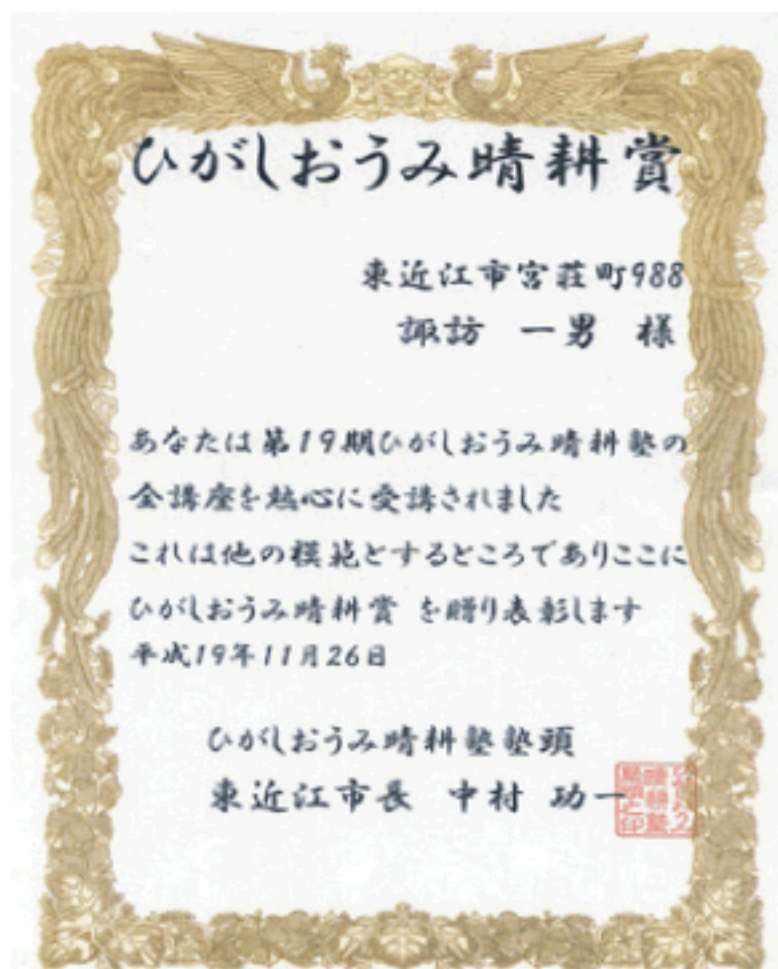 ひがしおうみ晴耕賞
東近江市宮荘町988
諏訪 一男 様
あなたは第19期ひがしおうみ晴耕塾の
全講座を熱心に受講されました
これは他の模範とするところでありここに
ひがしおうみ晴耕賞 を贈り表彰します
平成19年11月26日
ひがしおうみ晴耕塾塾頭
東近江市長 中村 功一